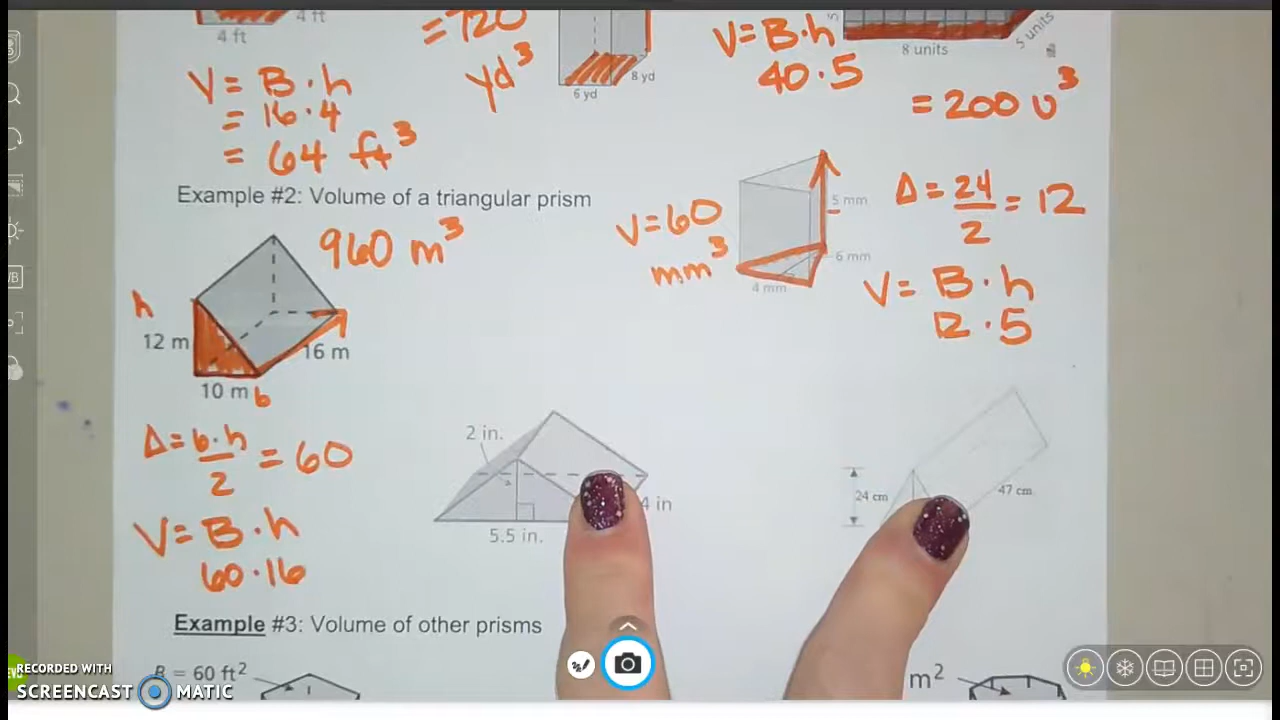 4 ft
4 ft
V = B·h
= 16·4
= 64 ft³
= 720
yd³
8 yd
6 yd
V = B·h
40·5
8 units
5 units
= 200 u³
Example #2: Volume of a triangular prism
960 m³
h
12 m
16 m
10 m b
Δ = b·h/2 = 60
V = B·h
60·16
V = 60
mm³
5 mm
6 mm
4 mm
Δ = 24/2 = 12
V = B·h
12·5
2 in.
4 in
5.5 in.
24 cm
47 cm
Example #3: Volume of other prisms
B = 60 ft²
m²
RECORDED WITH
SCREENCAST MATIC